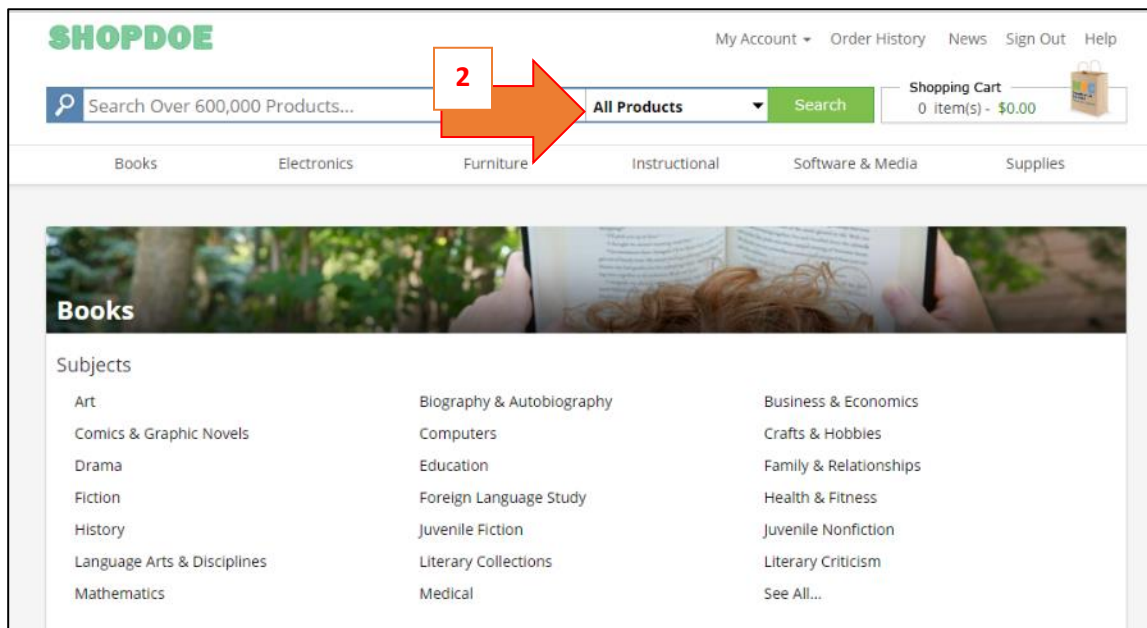 SHOPDOE
My Account Order History News Sign Out Help
2
Search Over 600,000 Products... All Products Search
Shopping Cart
0 item(s) - $0.00
Books Electronics Furniture Instructional Software & Media Supplies
Books
Subjects
Art Biography & Autobiography Business & Economics
Comics & Graphic Novels Computers Crafts & Hobbies
Drama Education Family & Relationships
Fiction Foreign Language Study Health & Fitness
History Juvenile Fiction Juvenile Nonfiction
Language Arts & Disciplines Literary Collections Literary Criticism
Mathematics Medical See All...